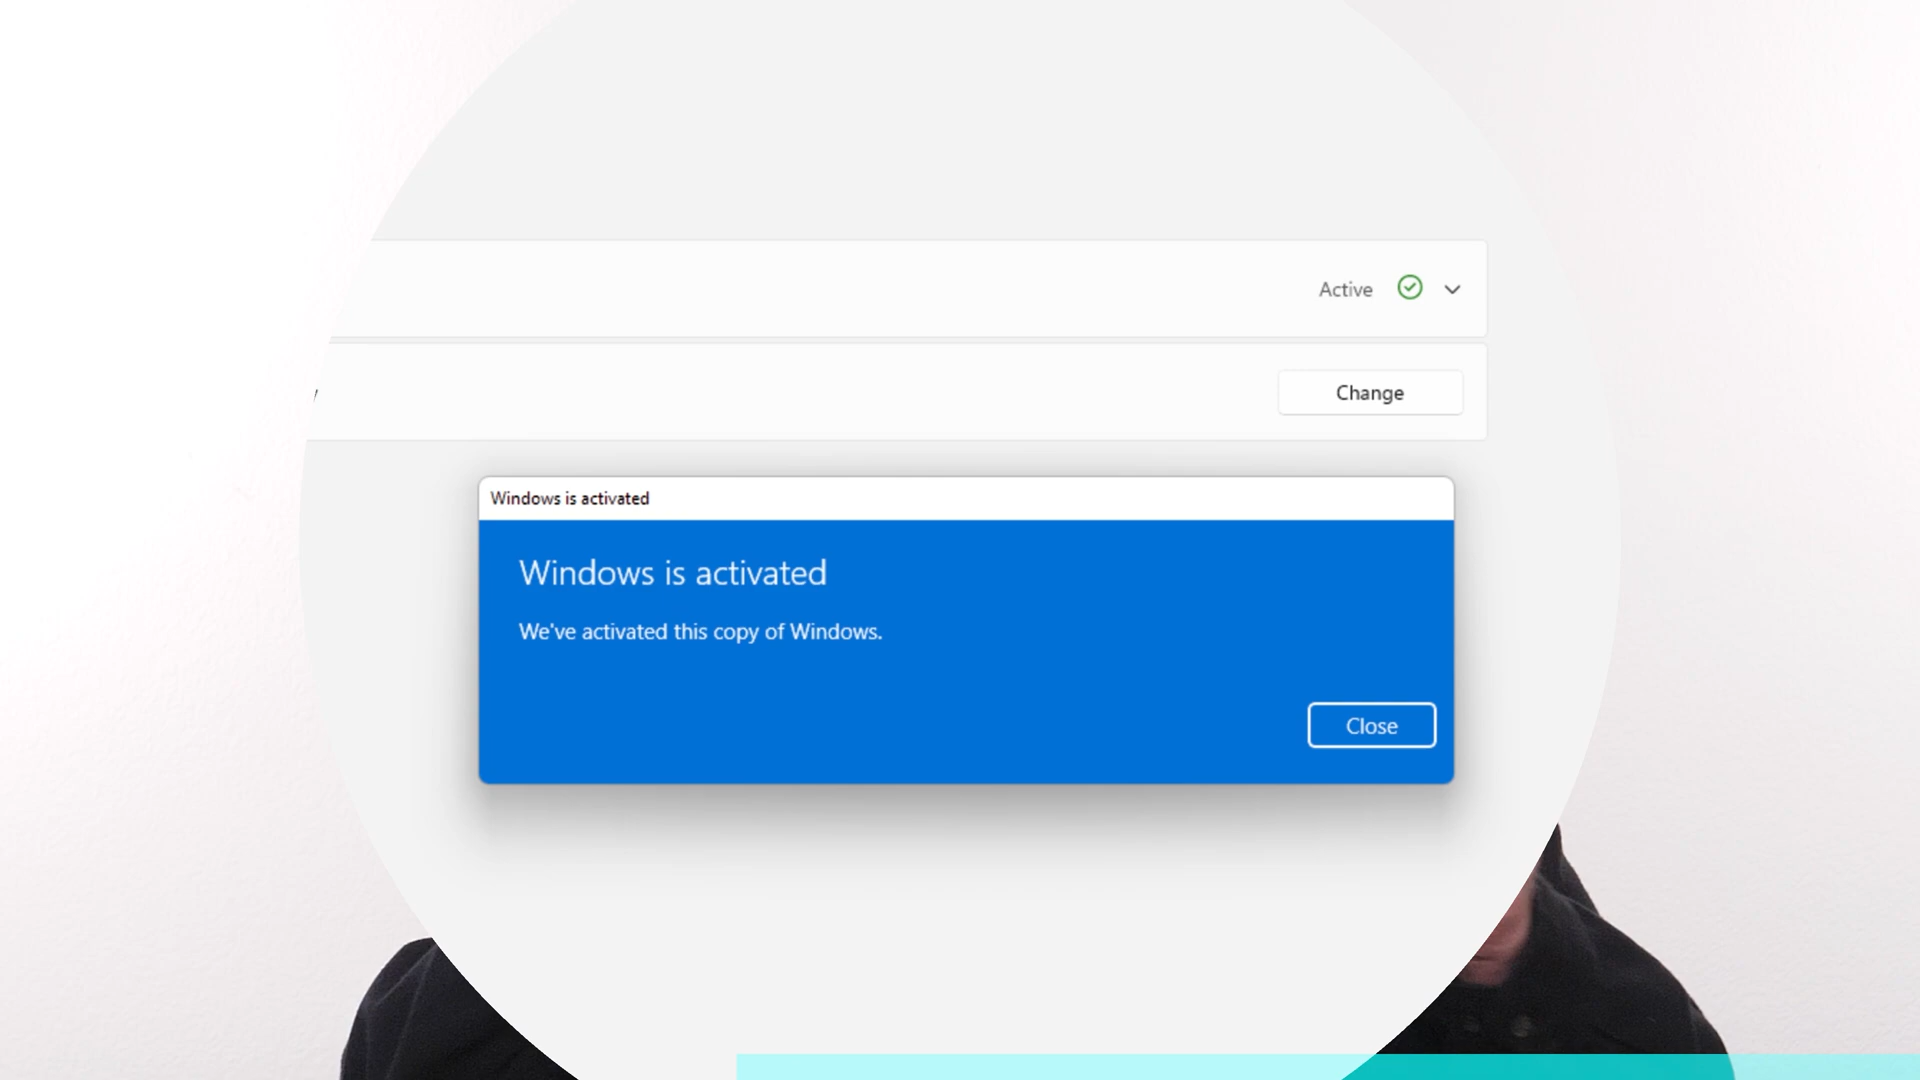 Active
Change
Windows is activated
Windows is activated
We've activated this copy of Windows.
Close